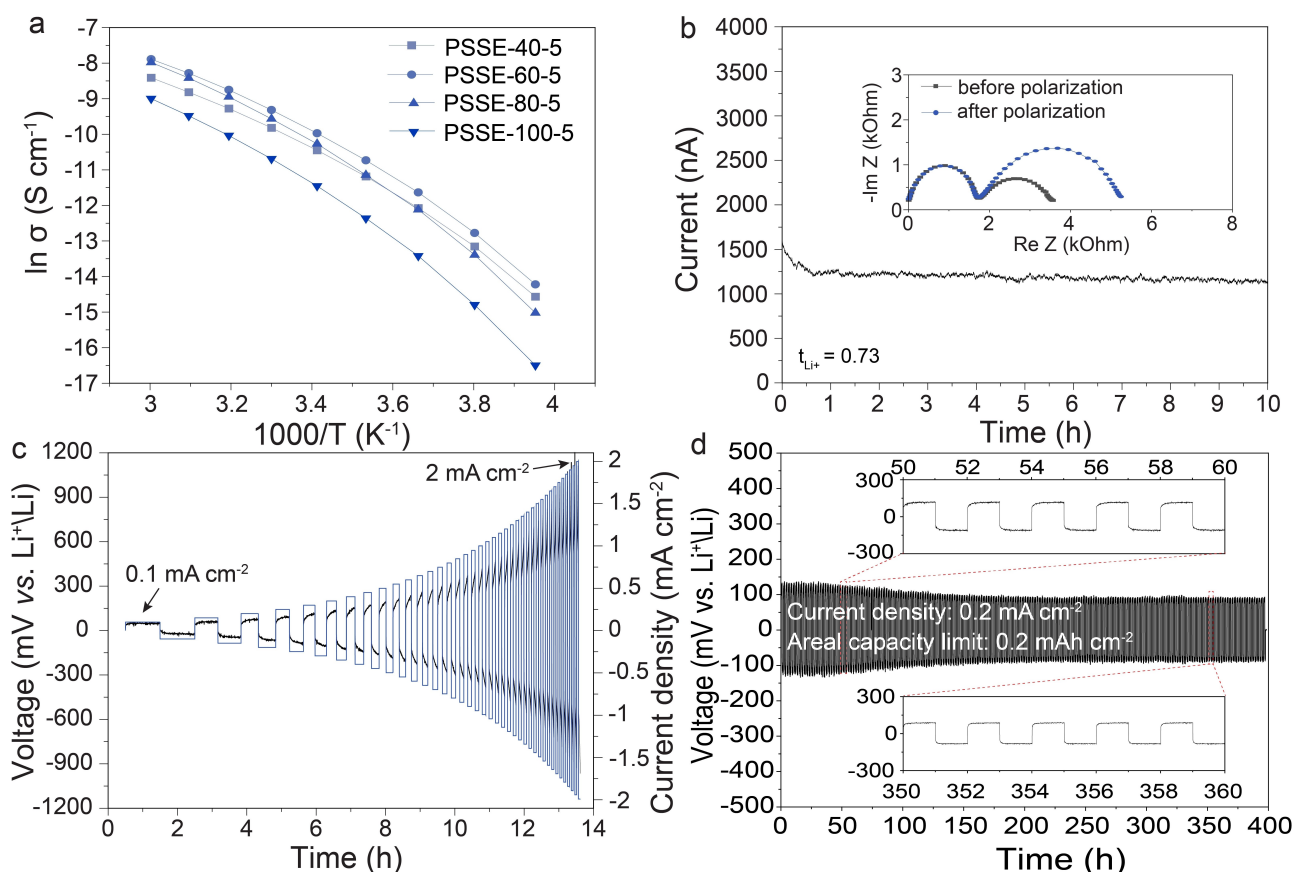 a
-7
-8
-9
-10
-11
-12
-13
-14
-15
-16
-17
ln σ (S cm⁻¹)
PSSE-40-5
PSSE-60-5
PSSE-80-5
PSSE-100-5
3 3.2 3.4 3.6 3.8 4
1000/T (K⁻¹)
b
4000
3500
3000
2500
2000
1500
1000
500
0
Current (nA)
3
2
1
0
-Im Z (kOhm)
before polarization
after polarization
0 2 4 6 8
Re Z (kOhm)
t_Li+ = 0.73
0 1 2 3 4 5 6 7 8 9 10
Time (h)
c
1200
900
600
300
0
-300
-600
-900
-1200
Voltage (mV vs. Li⁺\Li)
0.1 mA cm⁻²
2 mA cm⁻²
2
1.5
1
0.5
0
-0.5
-1
-1.5
-2
Current density (mA cm⁻²)
0 2 4 6 8 10 12 14
Time (h)
d
500
400
300
200
100
0
-100
-200
-300
-400
-500
Voltage (mV vs. Li⁺\Li)
50 52 54 56 58 60
300
0
-300
Current density: 0.2 mA cm⁻²
Areal capacity limit: 0.2 mAh cm⁻²
300
0
-300
350 352 354 356 358 360
0 50 100 150 200 250 300 350 400
Time (h)